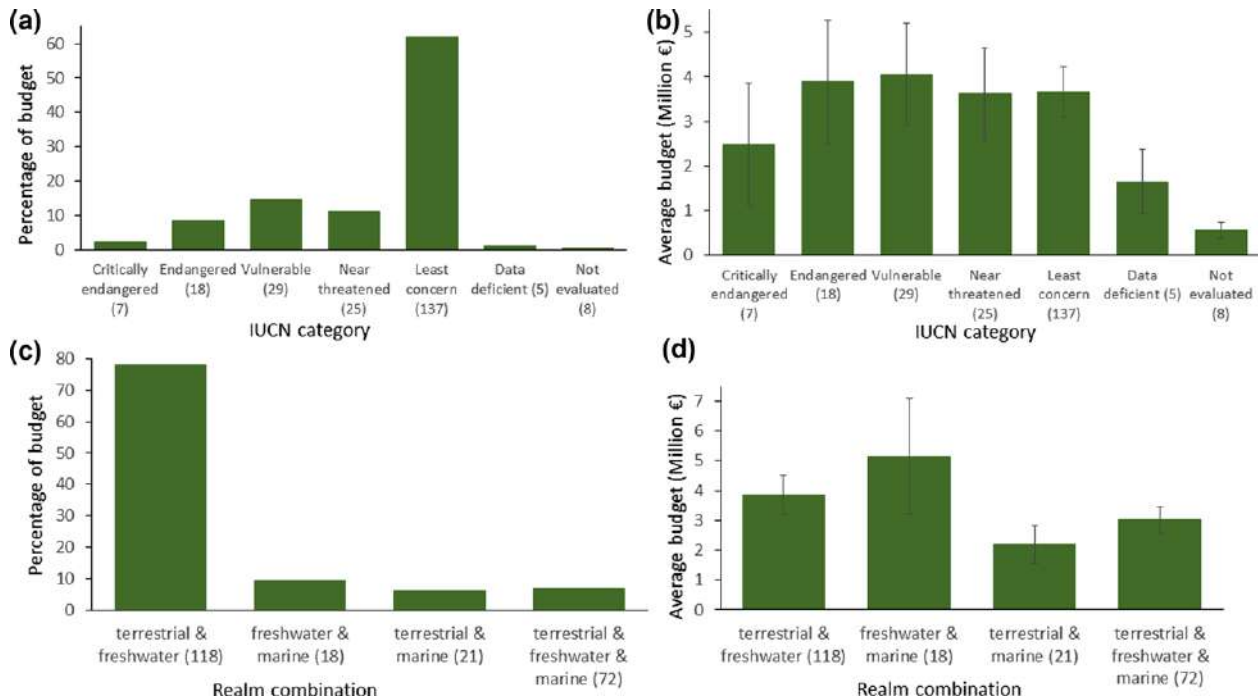 (a)
Percentage of budget
60
50
40
30
20
10
0
Critically
endangered
(7)
Endangered
(18)
Vulnerable
(29)
Near
threatened
(25)
Least
concern
(137)
Data
deficient (5)
Not
evaluated
(8)
IUCN category
(b)
Average budget (Million €)
5
4
3
2
1
0
Critically
endangered
(7)
Endangered
(18)
Vulnerable
(29)
Near
threatened
(25)
Least
concern
(137)
Data
deficient (5)
Not
evaluated
(8)
IUCN category
(c)
Percentage of budget
80
70
60
50
40
30
20
10
0
terrestrial &
freshwater (118)
freshwater &
marine (18)
terrestrial &
marine (21)
terrestrial &
freshwater &
marine (72)
Realm combination
(d)
Average budget (Million €)
7
6
5
4
3
2
1
0
terrestrial &
freshwater (118)
freshwater &
marine (18)
terrestrial &
marine (21)
terrestrial &
freshwater &
marine (72)
Realm combination